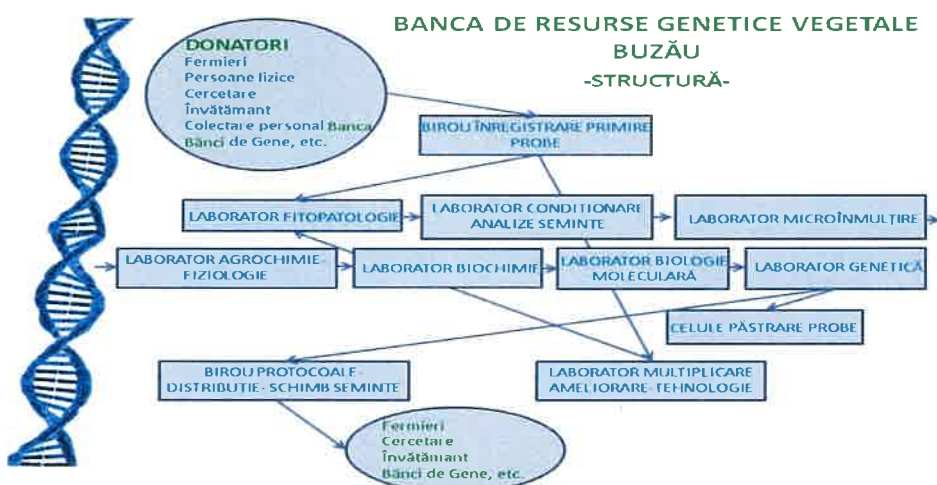 BANCA DE RESURSE GENETICE VEGETALE
BUZĂU
-STRUCTURĂ-
DONATORI
Fermieri
Persoane fizice
Cercetare
Învățămant
Colectare personal Banca
Bănci de Gene, etc.
BIROU ÎNREGISTRARE PRIMIRE
PROBE
LABORATOR FITOPATOLOGIE
LABORATOR CONDITIONARE
ANALIZE SEMINTE
LABORATOR MICROÎNMULȚIRE
LABORATOR AGROCHIMIE-
FIZIOLOGIE
LABORATOR BIOCHIMIE
LABORATOR BIOLOGIE
MOLECULARĂ
LABORATOR GENETICĂ
CELULE PĂSTRARE PROBE
BIROU PROTOCOALE-
DISTRIBUTIE- SCHIMB SEMINTE
LABORATOR MULTIPLICARE
AMELIORARE-TEHNOLOGIE
Fermieri
Cercetare
Învățămant
Bănci de Gene, etc.